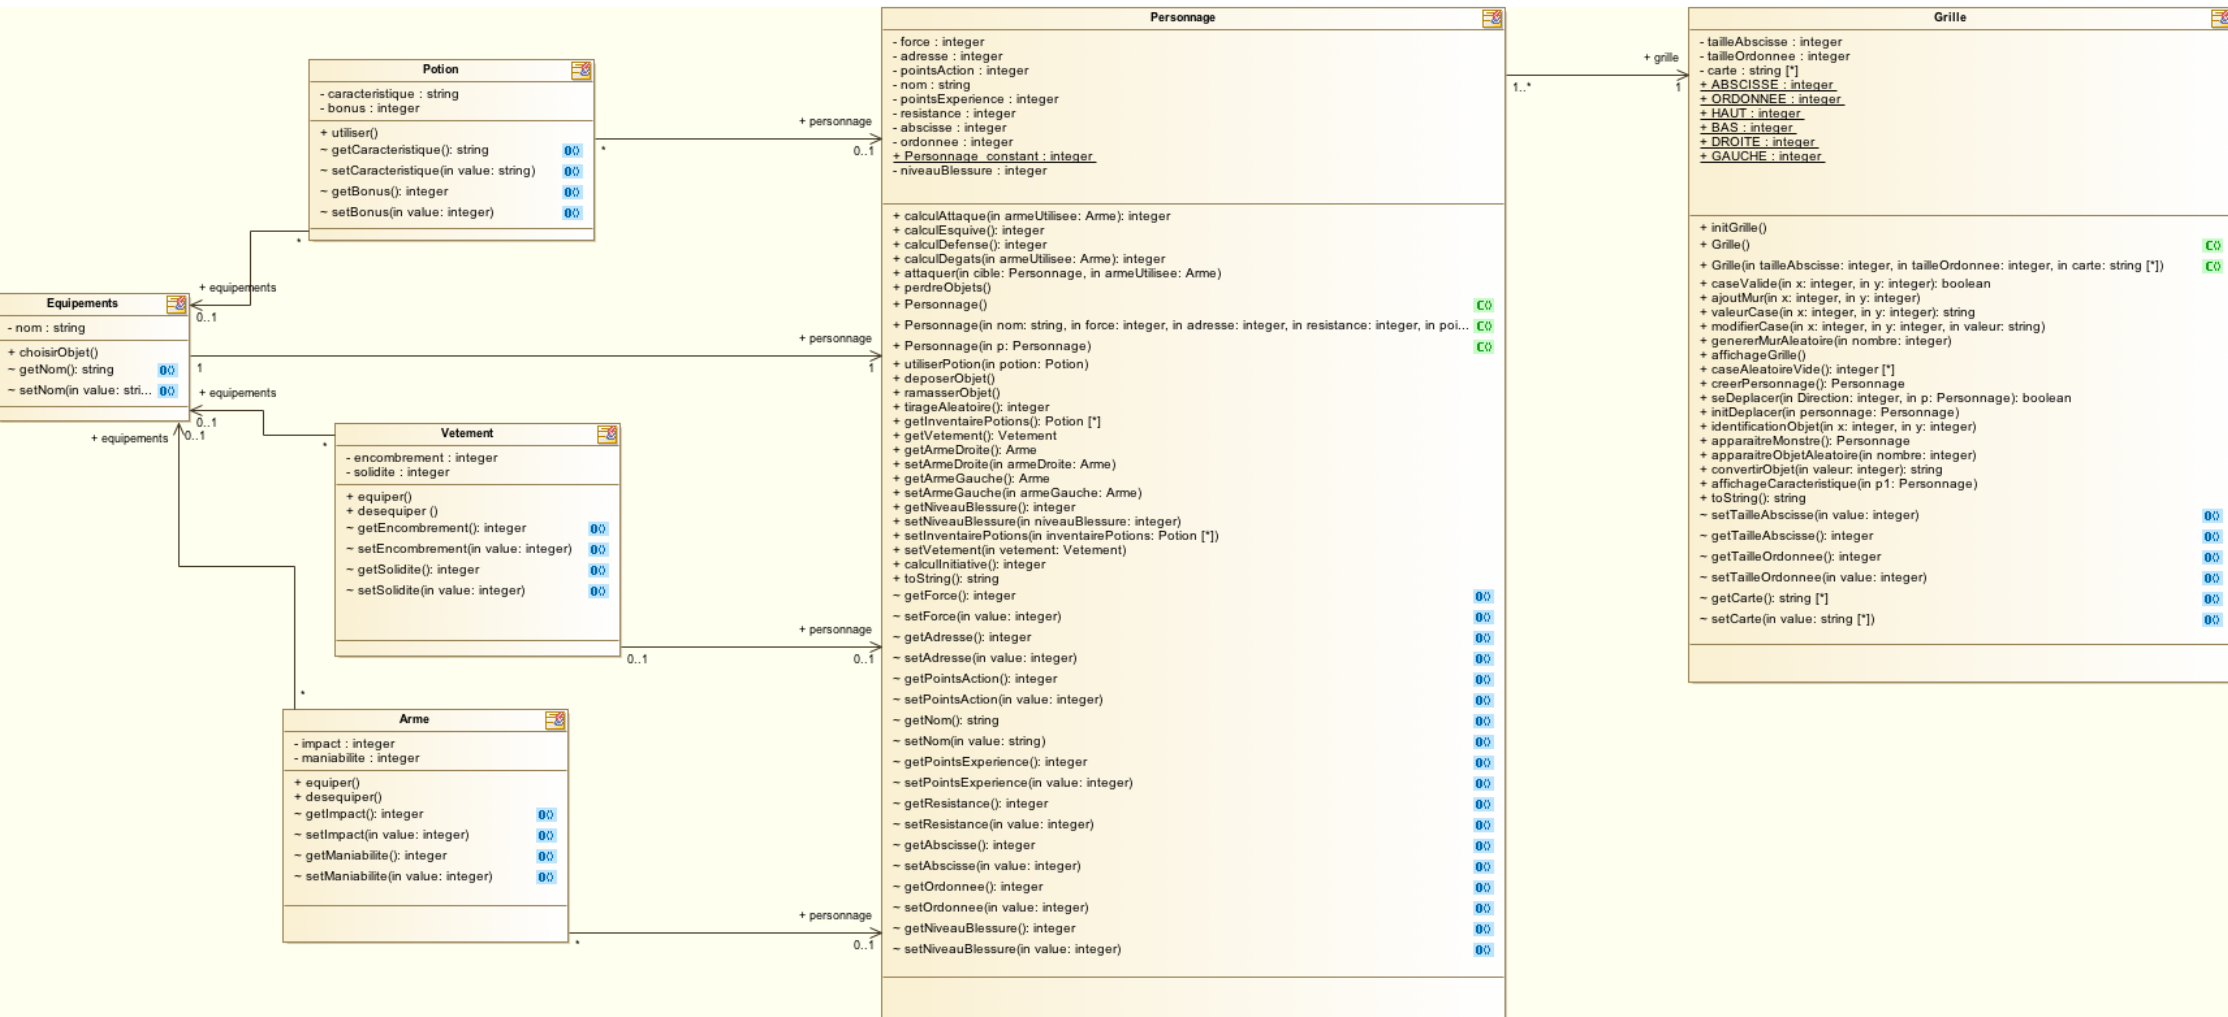 Potion
- caracteristique : string
- bonus : integer
+ utiliser()
~ getCaracteristique(): string
~ setCaracteristique(in value: string)
~ getBonus(): integer
~ setBonus(in value: integer)
+ personnage
*
0..1
*
+ equipements
0..1
Equipements
- nom : string
+ choisirObjet()
~ getNom(): string
~ setNom(in value: stri...
+ personnage
1
1
+ equipements
0..1
*
+ equipements
0..1
Vetement
- encombrement : integer
- solidite : integer
+ equiper()
+ desequiper ()
~ getEncombrement(): integer
~ setEncombrement(in value: integer)
~ getSolidite(): integer
~ setSolidite(in value: integer)
+ personnage
0..1
0..1
*
Arme
- impact : integer
- maniabilite : integer
+ equiper()
+ desequiper()
~ getImpact(): integer
~ setImpact(in value: integer)
~ getManiabilite(): integer
~ setManiabilite(in value: integer)
+ personnage
*
0..1
Personnage
- force : integer
- adresse : integer
- pointsAction : integer
- nom : string
- pointsExperience : integer
- resistance : integer
- abscisse : integer
- ordonnee : integer
+ Personnage_constant : integer
- niveauBlessure : integer
+ calculAttaque(in armeUtilisee: Arme): integer
+ calculEsquive(): integer
+ calculDefense(): integer
+ calculDegats(in armeUtilisee: Arme): integer
+ attaquer(in cible: Personnage, in armeUtilisee: Arme)
+ perdreObjets()
+ Personnage()
+ Personnage(in nom: string, in force: integer, in adresse: integer, in resistance: integer, in poi...
+ Personnage(in p: Personnage)
+ utiliserPotion(in potion: Potion)
+ deposerObjet()
+ ramasserObjet()
+ tirageAleatoire(): integer
+ getInventairePotions(): Potion [*]
+ getVetement(): Vetement
+ getArmeDroite(): Arme
+ setArmeDroite(in armeDroite: Arme)
+ getArmeGauche(): Arme
+ setArmeGauche(in armeGauche: Arme)
+ getNiveauBlessure(): integer
+ setNiveauBlessure(in niveauBlessure: integer)
+ setInventairePotions(in inventairePotions: Potion [*])
+ setVetement(in vetement: Vetement)
+ calculInitiative(): integer
+ toString(): string
~ getForce(): integer
~ setForce(in value: integer)
~ getAdresse(): integer
~ setAdresse(in value: integer)
~ getPointsAction(): integer
~ setPointsAction(in value: integer)
~ getNom(): string
~ setNom(in value: string)
~ getPointsExperience(): integer
~ setPointsExperience(in value: integer)
~ getResistance(): integer
~ setResistance(in value: integer)
~ getAbscisse(): integer
~ setAbscisse(in value: integer)
~ getOrdonnee(): integer
~ setOrdonnee(in value: integer)
~ getNiveauBlessure(): integer
~ setNiveauBlessure(in value: integer)
+ grille
1..*
1
Grille
- tailleAbscisse : integer
- tailleOrdonnee : integer
- carte : string [*]
+ ABSCISSE : integer
+ ORDONNEE : integer
+ HAUT : integer
+ BAS : integer
+ DROITE : integer
+ GAUCHE : integer
+ initGrille()
+ Grille()
+ Grille(in tailleAbscisse: integer, in tailleOrdonnee: integer, in carte: string [*])
+ caseValide(in x: integer, in y: integer): boolean
+ ajoutMur(in x: integer, in y: integer)
+ valeurCase(in x: integer, in y: integer): string
+ modifierCase(in x: integer, in y: integer, in valeur: string)
+ genererMurAleatoire(in nombre: integer)
+ affichageGrille()
+ caseAleatoireVide(): integer [*]
+ creerPersonnage(): Personnage
+ seDeplacer(in Direction: integer, in p: Personnage): boolean
+ initDeplacer(in personnage: Personnage)
+ identificationObjet(in x: integer, in y: integer)
+ apparaitreMonstre(): Personnage
+ apparaitreObjetAleatoire(in nombre: integer)
+ convertirObjet(in valeur: integer): string
+ affichageCaracteristique(in p1: Personnage)
+ toString(): string
~ setTailleAbscisse(in value: integer)
~ getTailleAbscisse(): integer
~ getTailleOrdonnee(): integer
~ setTailleOrdonnee(in value: integer)
~ getCarte(): string [*]
~ setCarte(in value: string [*])